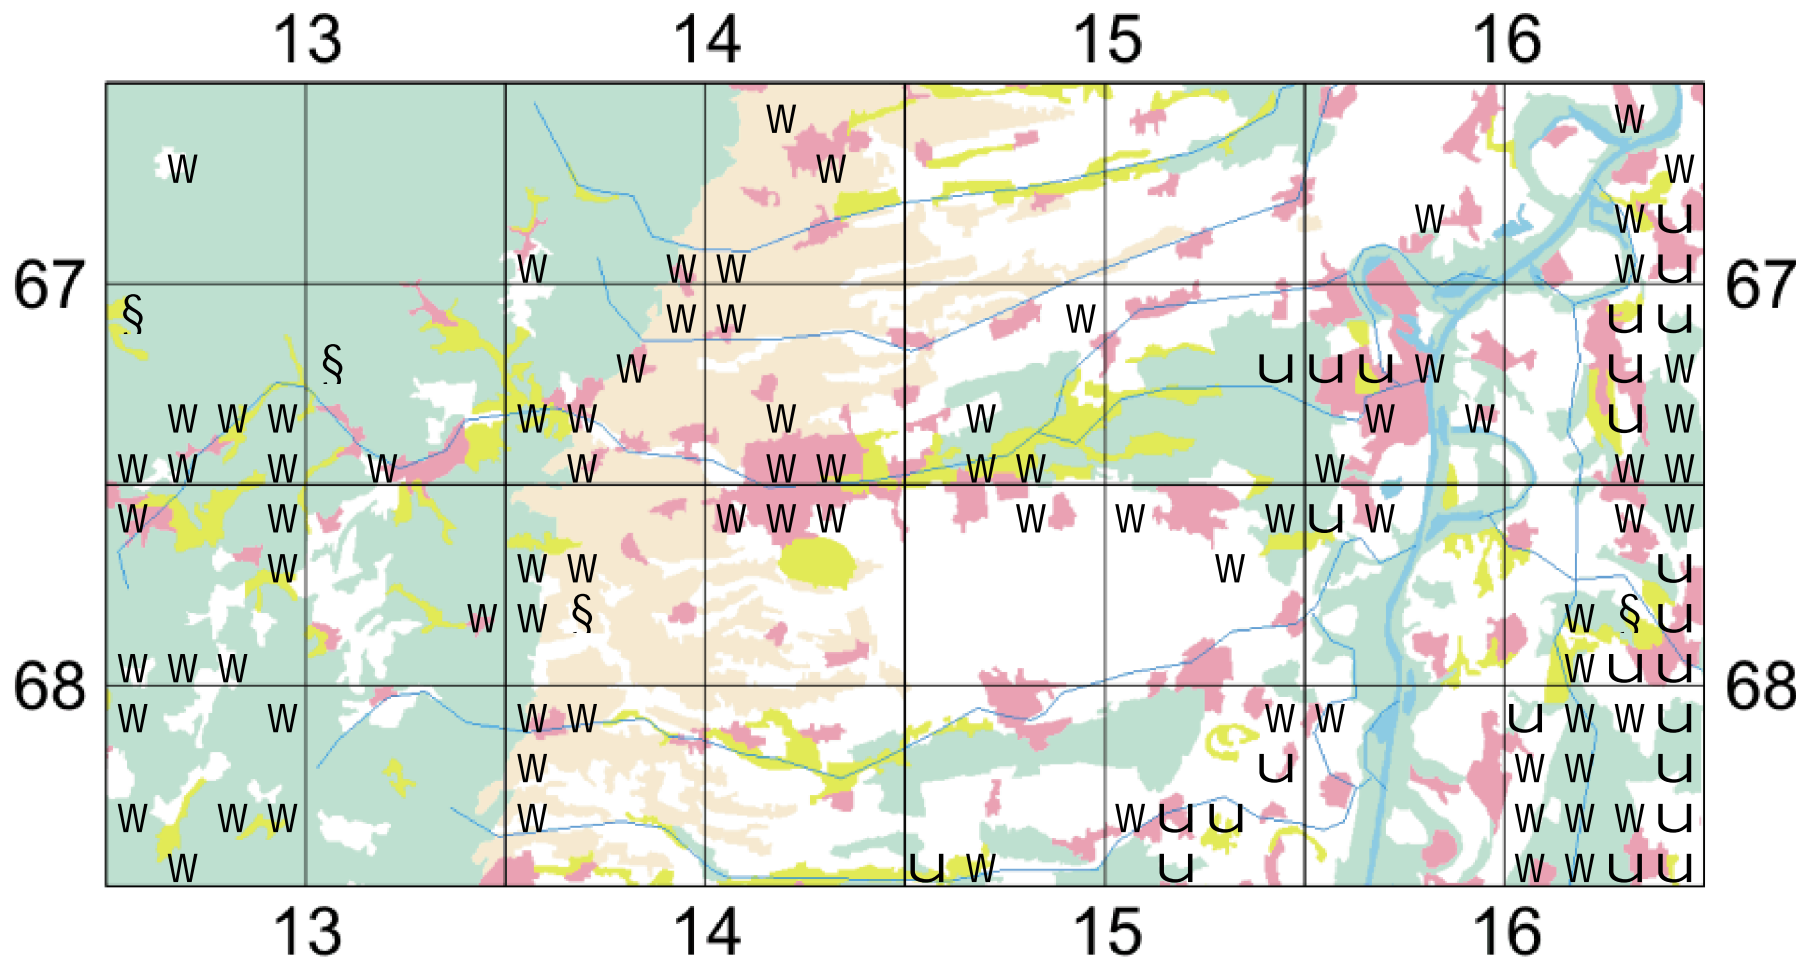 13 14 15 16
W W
W W W
W W U
W W W W U
67 67
§ W W W U U
§ W U U U W U W
W W W W W W W W W U W
W W W W W W W W W W W W
W W W W W W W W U W W W
W W W W U
W W § W § U
W W W W U U
68 68
W W W W W W U W W U
W U W W U
W W W W W U U W W W U
W U W U W W U U
13 14 15 16